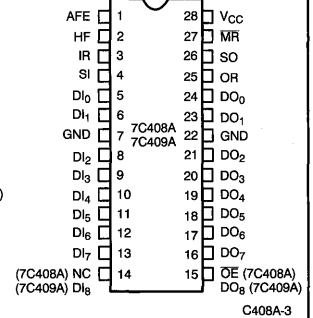 AFE 1 28 VCC
HF 2 27 MR
IR 3 26 SO
SI 4 25 OR
DI0 5 24 DO0
DI1 6 23 DO1
GND 7 7C408A 22 GND
7C409A
DI2 8 21 DO2
DI3 9 20 DO3
DI4 10 19 DO4
DI5 11 18 DO5
DI6 12 17 DO6
DI7 13 16 DO7
(7C408A) NC 14 15 OE (7C408A)
(7C409A) DI8 DO8 (7C409A)
C408A-3